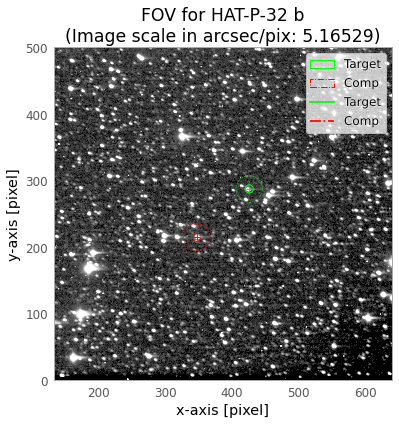 FOV for HAT-P-32 b
(Image scale in arcsec/pix: 5.16529)
Target
Comp
Target
Comp
y-axis [pixel]
500
400
300
200
100
0
200
300
400
500
600
x-axis [pixel]